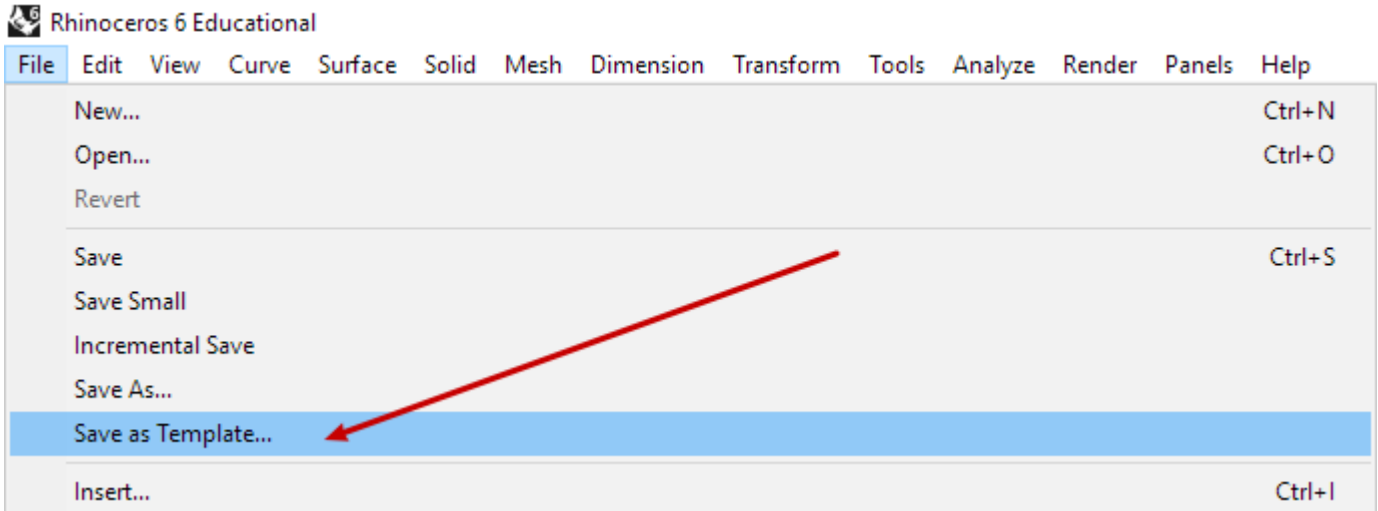 Rhinoceros 6 Educational
File Edit View Curve Surface Solid Mesh Dimension Transform Tools Analyze Render Panels Help
New... Ctrl+N
Open... Ctrl+O
Revert
Save Ctrl+S
Save Small
Incremental Save
Save As...
Save as Template...
Insert... Ctrl+I